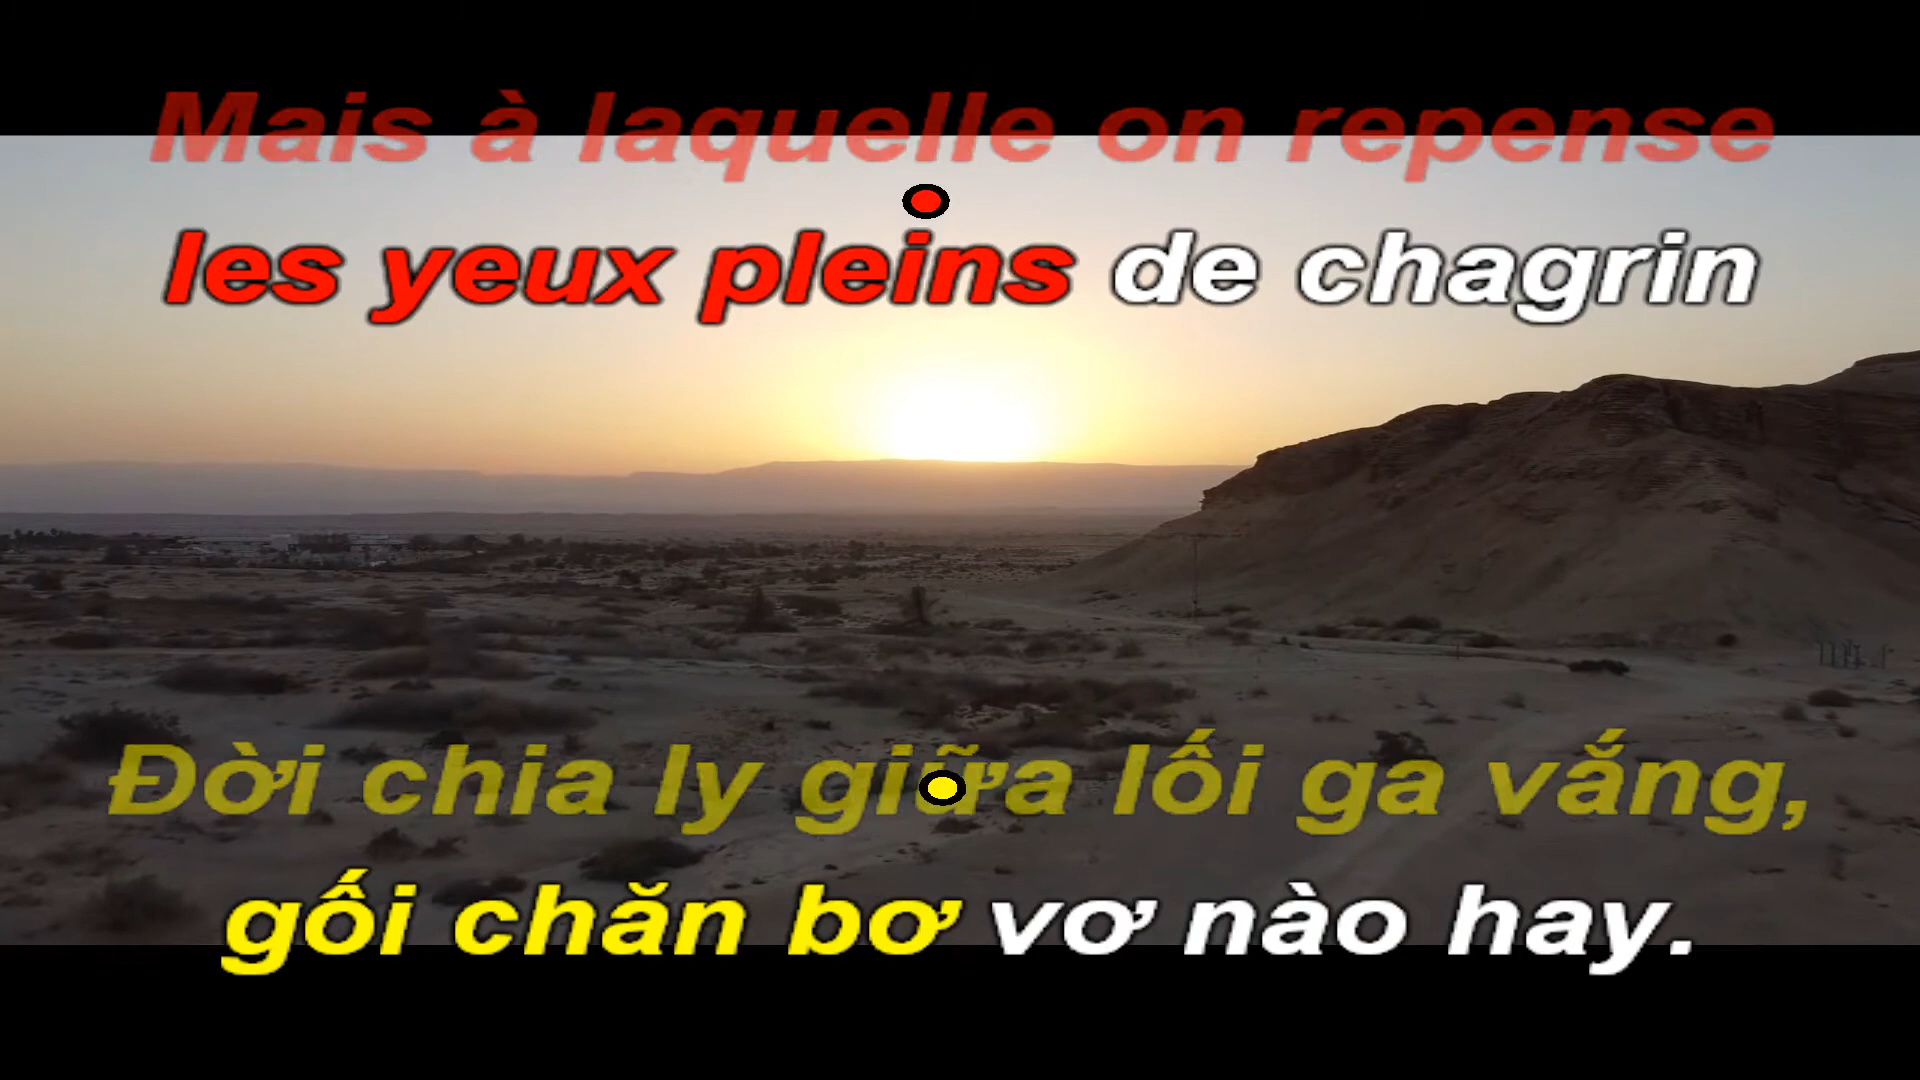 Mais à laquelle on repense
les yeux pleins de chagrin
Đời chia ly giữa lối ga vắng,
gối chăn bơ vơ nào hay.